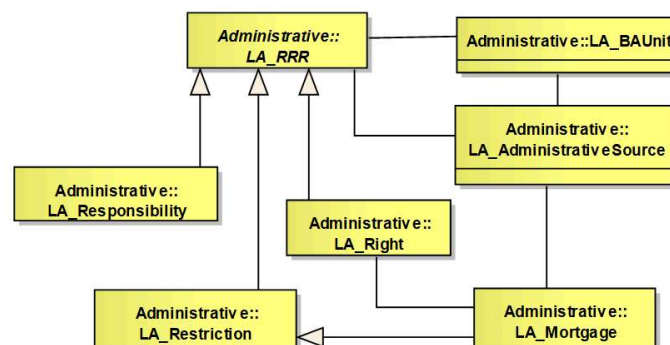 Administrative::
LA_RRR
Administrative::LA_BAUnit
Administrative::
LA_AdministrativeSource
Administrative::
LA_Responsibility
Administrative::
LA_Right
Administrative::
LA_Restriction
Administrative::
LA_Mortgage